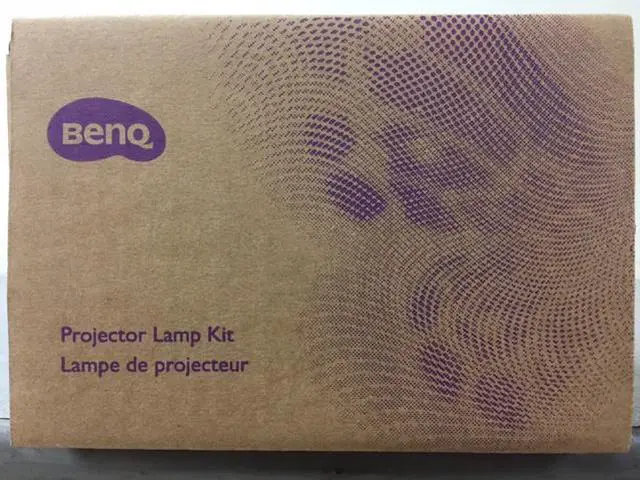 BenQ
Projector Lamp Kit
Lampe de projecteur